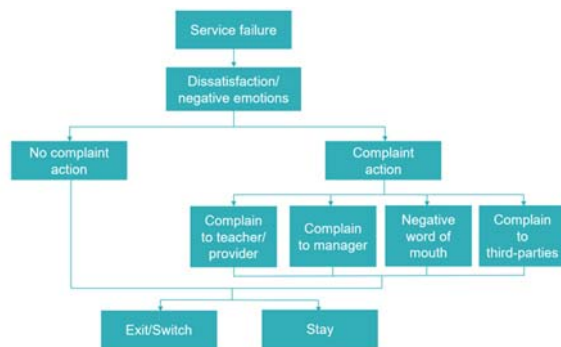 Service failure
Dissatisfaction/
negative emotions
No complaint
action
Complaint
action
Complain
to teacher/
provider
Complain
to manager
Negative
word of
mouth
Complain
to
third-parties
Exit/Switch
Stay